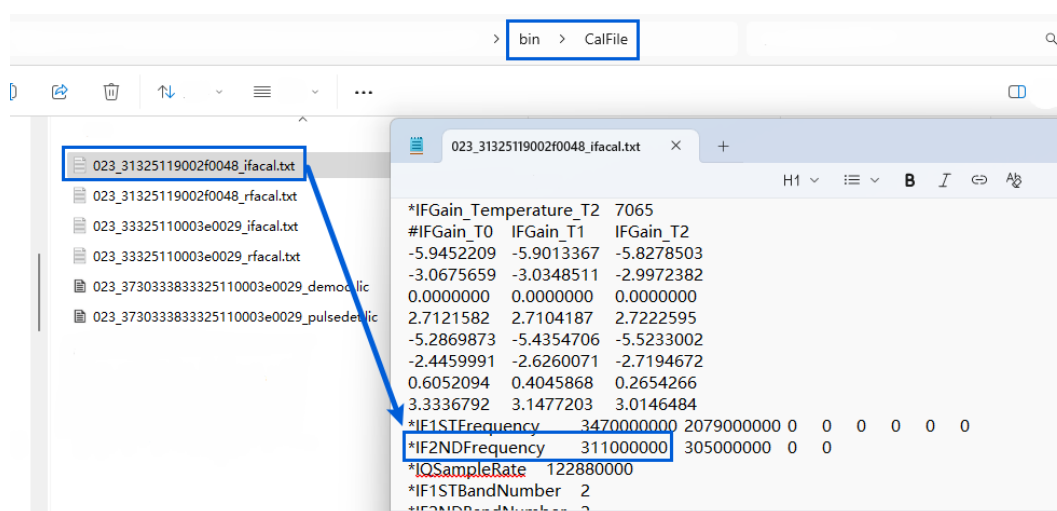 > bin > CalFile
023_31325119002f0048_ifacal.txt
023_31325119002f0048_rfacal.txt
023_33325110003e0029_ifacal.txt
023_33325110003e0029_rfacal.txt
023_3730333833325110003e0029_demod.lic
023_3730333833325110003e0029_pulsedet.lic
023_31325119002f0048_ifacal.txt × +
H1 B I
*IFGain_Temperature_T2 7065
#IFGain_T0 IFGain_T1 IFGain_T2
-5.9452209 -5.9013367 -5.8278503
-3.0675659 -3.0348511 -2.9972382
0.0000000 0.0000000 0.0000000
2.7121582 2.7104187 2.7222595
-5.2869873 -5.4354706 -5.5233002
-2.4459991 -2.6260071 -2.7194672
0.6052094 0.4045868 0.2654266
3.3336792 3.1477203 3.0146484
*IF1STFrequency 3470000000 2079000000 0 0 0 0 0 0
*IF2NDFrequency 311000000 305000000 0 0
*IQSampleRate 122880000
*IF1STBandNumber 2
*IF2NDBandNumber 2